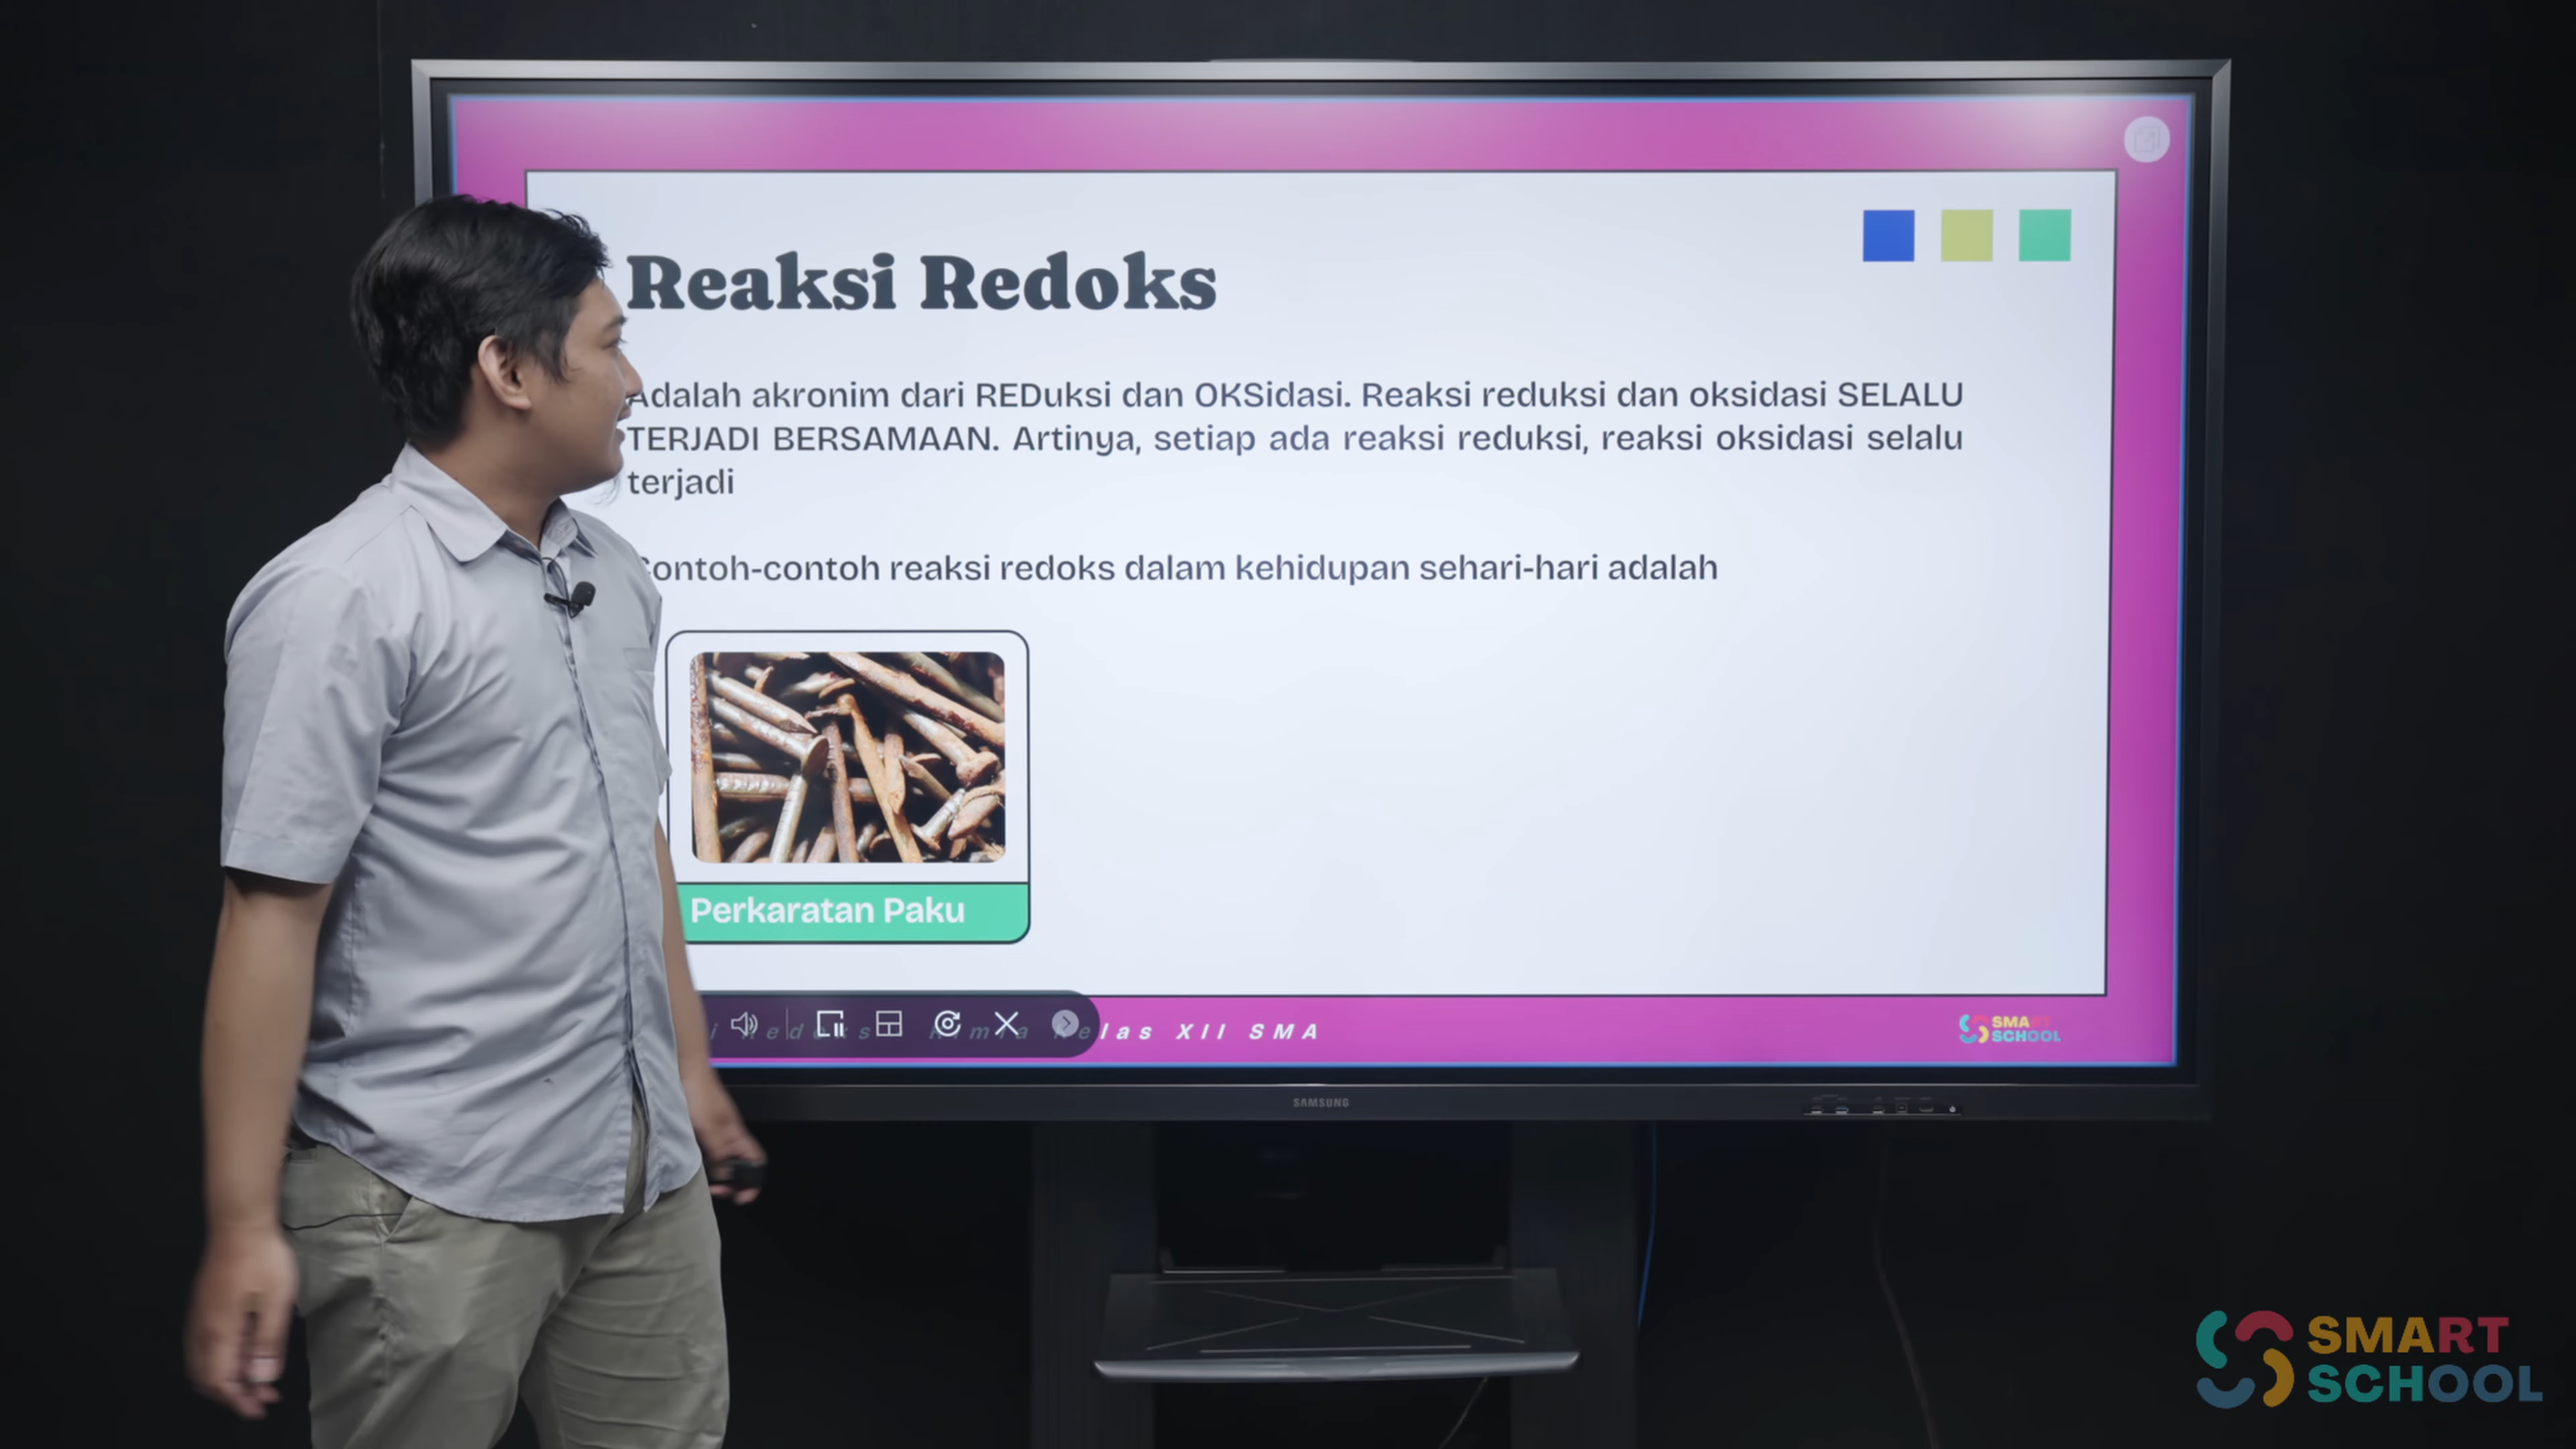 Reaksi Redoks
Adalah akronim dari REDuksi dan OKSidasi. Reaksi reduksi dan oksidasi SELALU
TERJADI BERSAMAAN. Artinya, setiap ada reaksi reduksi, reaksi oksidasi selalu
terjadi
Contoh-contoh reaksi redoks dalam kehidupan sehari-hari adalah
Perkaratan Paku
XII SMA
SMART
SCHOOL
SAMSUNG
SMART
SCHOOL